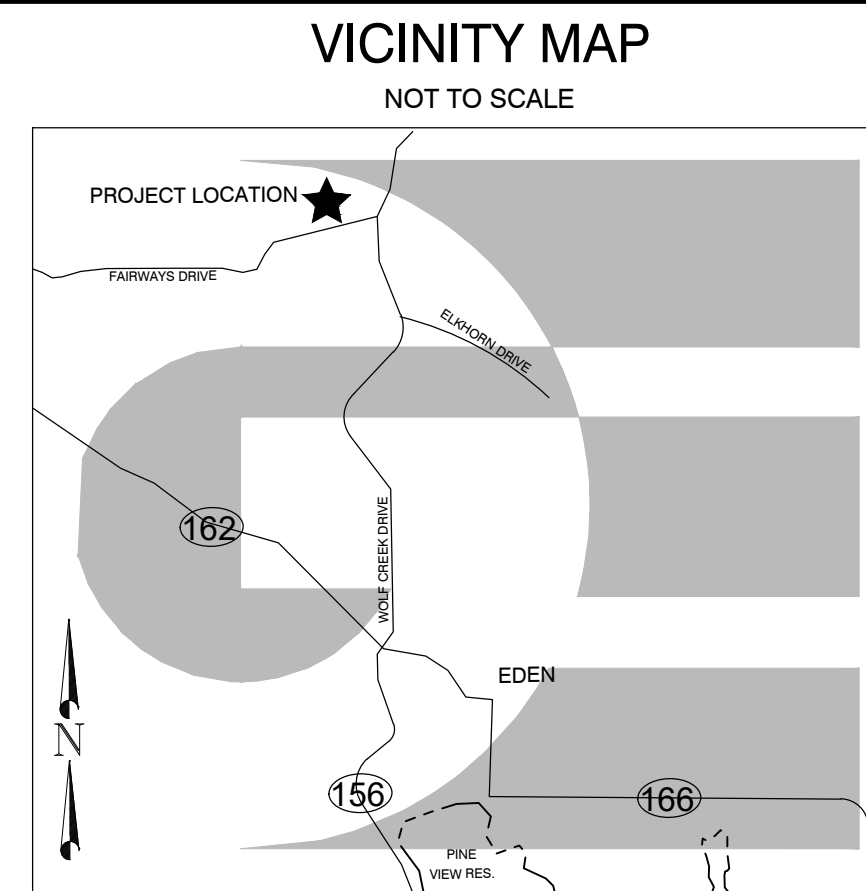 VICINITY MAP
NOT TO SCALE
PROJECT LOCATION
FAIRWAYS DRIVE
ELKHORN DRIVE
162
WOLF CREEK DRIVE
EDEN
N
156
166
PINE
VIEW RES.